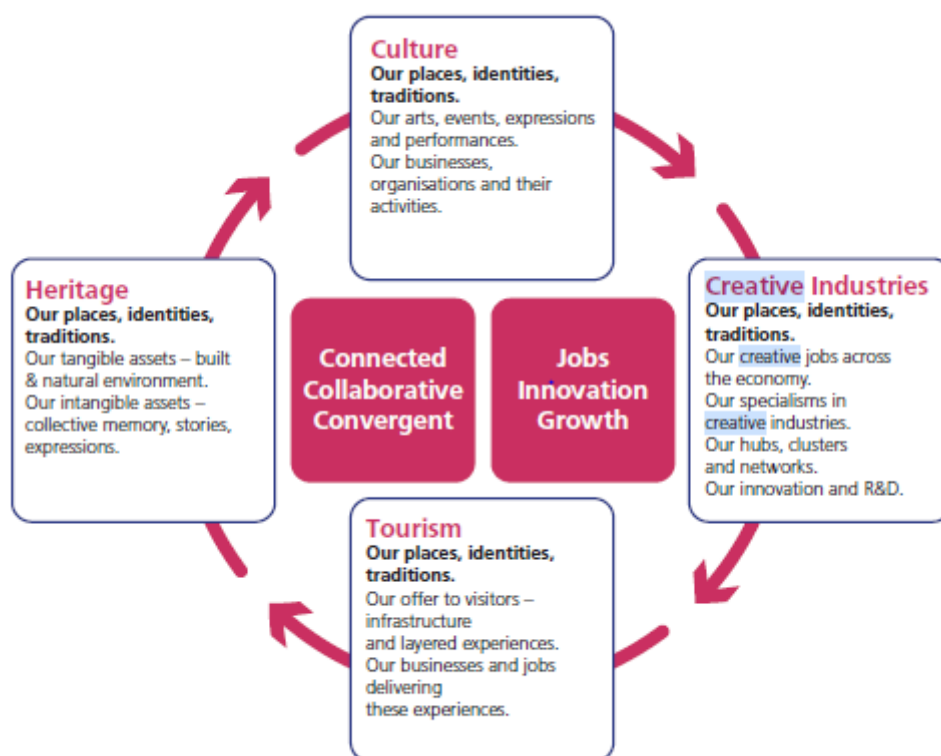 Culture
Our places, identities,
traditions.
Our arts, events, expressions
and performances.
Our businesses,
organisations and their
activities.
Heritage
Our places, identities,
traditions.
Our tangible assets – built
& natural environment.
Our intangible assets –
collective memory, stories,
expressions.
Connected
Collaborative
Convergent
Jobs
Innovation
Growth
Creative Industries
Our places, identities,
traditions.
Our creative jobs across
the economy.
Our specialisms in
creative industries.
Our hubs, clusters
and networks.
Our innovation and R&D.
Tourism
Our places, identities,
traditions.
Our offer to visitors –
infrastructure
and layered experiences.
Our businesses and jobs
delivering
these experiences.